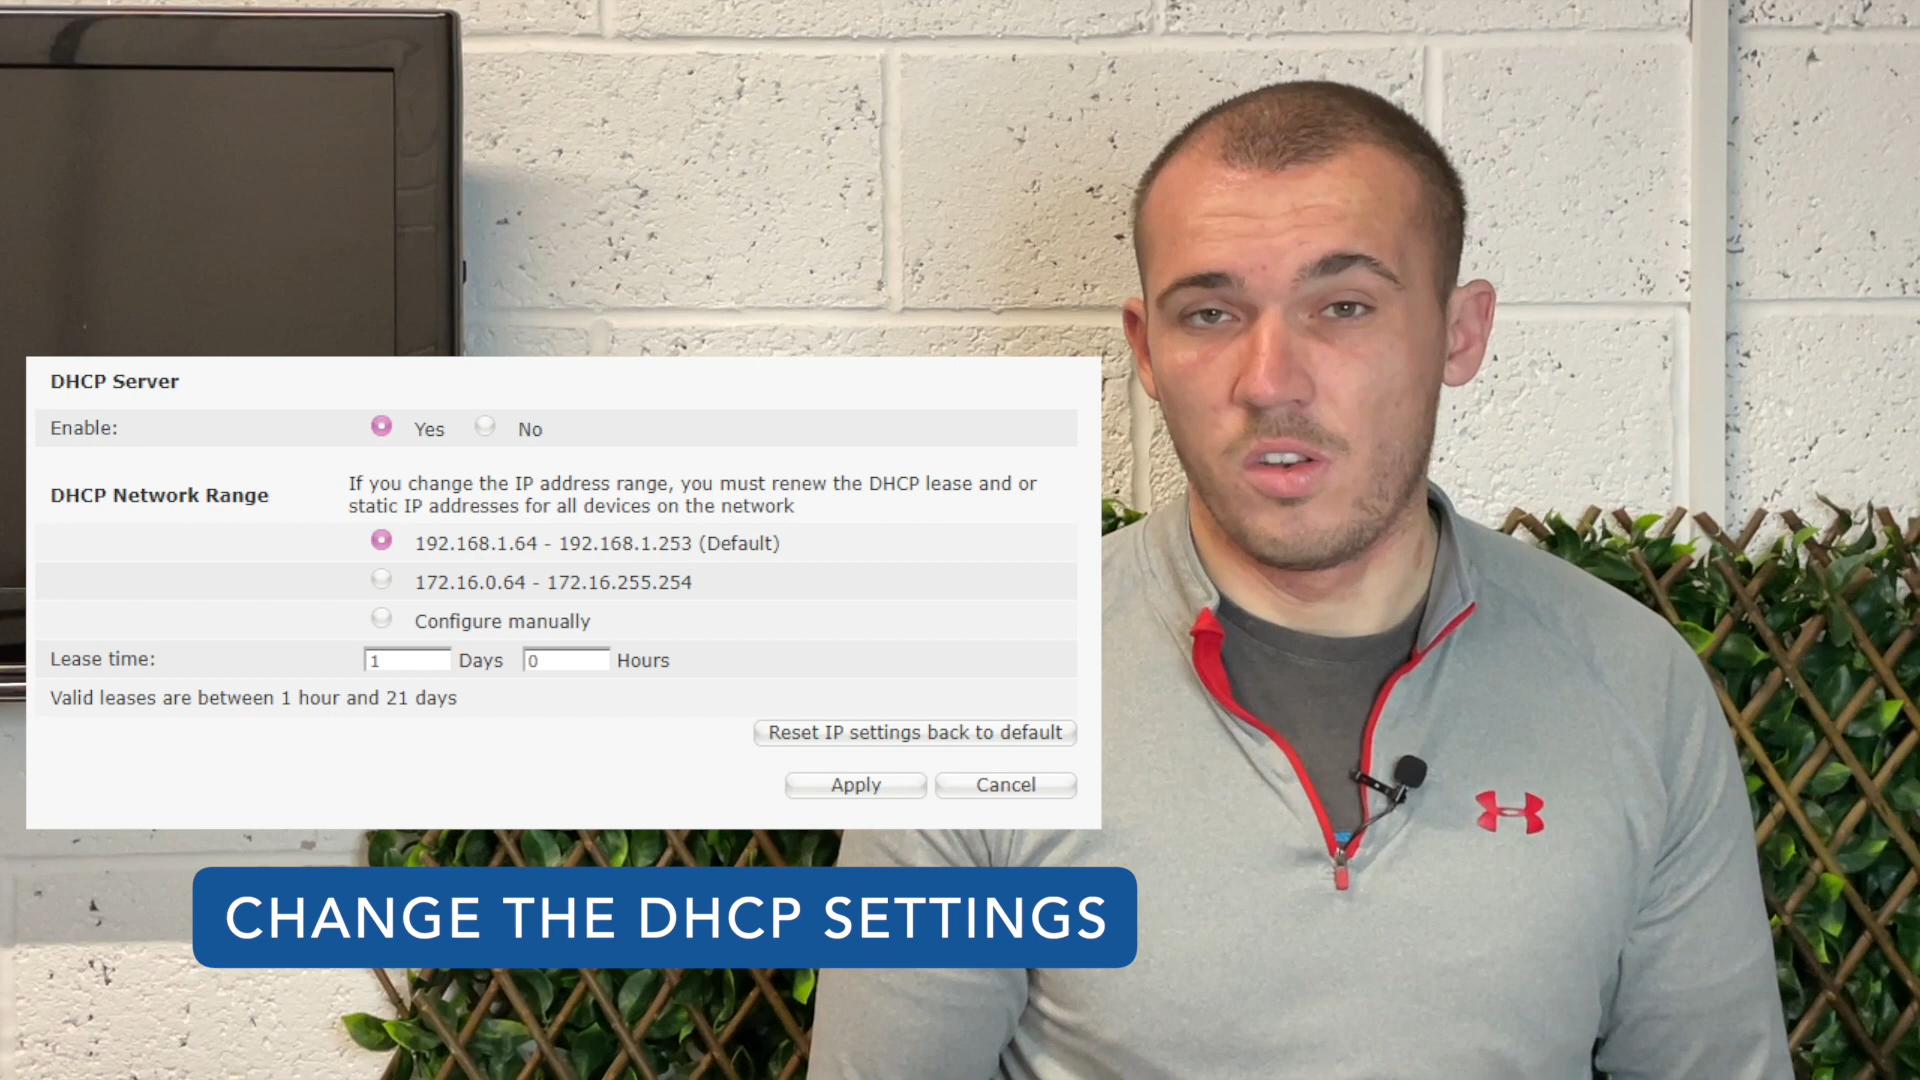 DHCP Server
Enable: Yes No
DHCP Network Range
If you change the IP address range, you must renew the DHCP lease and or
static IP addresses for all devices on the network
192.168.1.64 - 192.168.1.253 (Default)
172.16.0.64 - 172.16.255.254
Configure manually
Lease time: 1 Days 0 Hours
Valid leases are between 1 hour and 21 days
Reset IP settings back to default
Apply Cancel
CHANGE THE DHCP SETTINGS